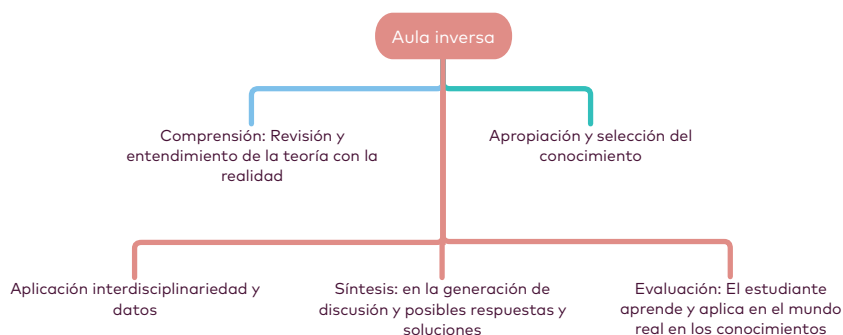 Aula inversa
Comprensión: Revisión y
entendimiento de la teoría con la
realidad
Apropiación y selección del
conocimiento
Aplicación interdisciplinariedad y
datos
Síntesis: en la generación de
discusión y posibles respuestas y
soluciones
Evaluación: El estudiante
aprende y aplica en el mundo
real en los conocimientos